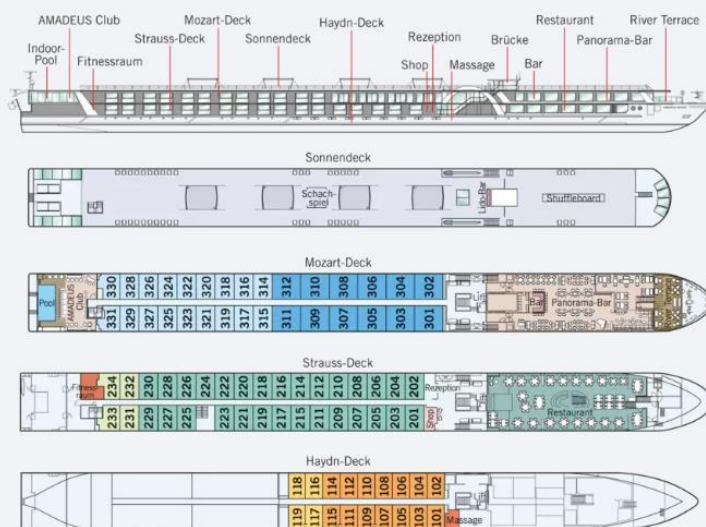 AMADEUS Club
Mozart-Deck
Haydn-Deck
Restaurant
River Terrace
Strauss-Deck
Sonnendeck
Rezeption
Brücke
Panorama-Bar
Indoor-
Pool
Fitnessraum
Shop
Massage
Bar
Sonnendeck
Schach-
spiel
Lido-Bar
Shuffleboard
Mozart-Deck
330 328 326 324 322 320 318 316 314 312 310 308 306 304 302
Pool
AMADEUS
Club
Bar
Panorama-Bar
River Terrace
331 329 327 325 323 321 319 317 315 311 309 307 305 303 301
Strauss-Deck
234 232 230 228 226 224 222 220 218 216 214 212 210 208 206 204 202
Rezeption
Fitness-
raum
Restaurant
233 231 229 227 225 223 221 219 217 215 211 209 207 205 203 201
Shop
Haydn-Deck
118 116 114 112 110 108 106 104 102
119 117 115 111 109 107 105 103 101
Massage